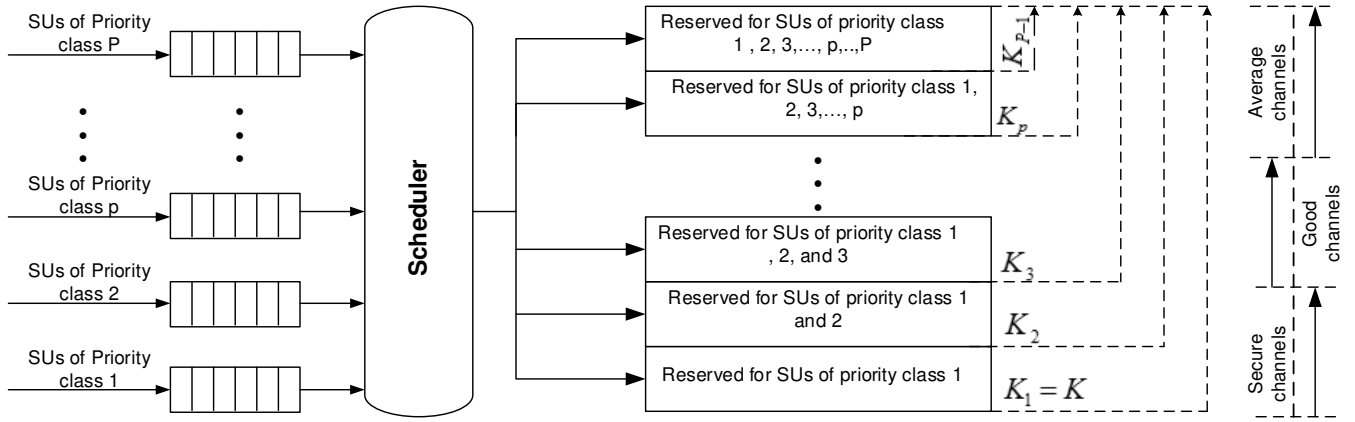 SUs of Priority
class P
SUs of Priority
class p
SUs of Priority
class 2
SUs of Priority
class 1
Scheduler
Reserved for SUs of priority class
1 , 2, 3,..., p,..,P
Reserved for SUs of priority class 1,
2, 3,..., p
Reserved for SUs of priority class 1
, 2, and 3
Reserved for SUs of priority class 1
and 2
Reserved for SUs of priority class 1
K_{p-1}
K_p
K_3
K_2
K_1 = K
Average
channels
Good
channels
Secure
channels